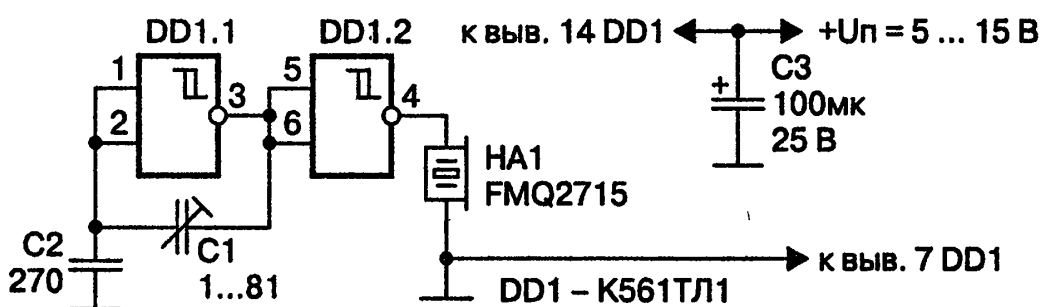 DD1.1 DD1.2 к выв. 14 DD1 +Uп = 5 ... 15 В
1 2 3 5 6 4
C3
100мк
25 В
HA1
FMQ2715
C2
270
C1
1...81
к выв. 7 DD1
DD1 – К561ТЛ1